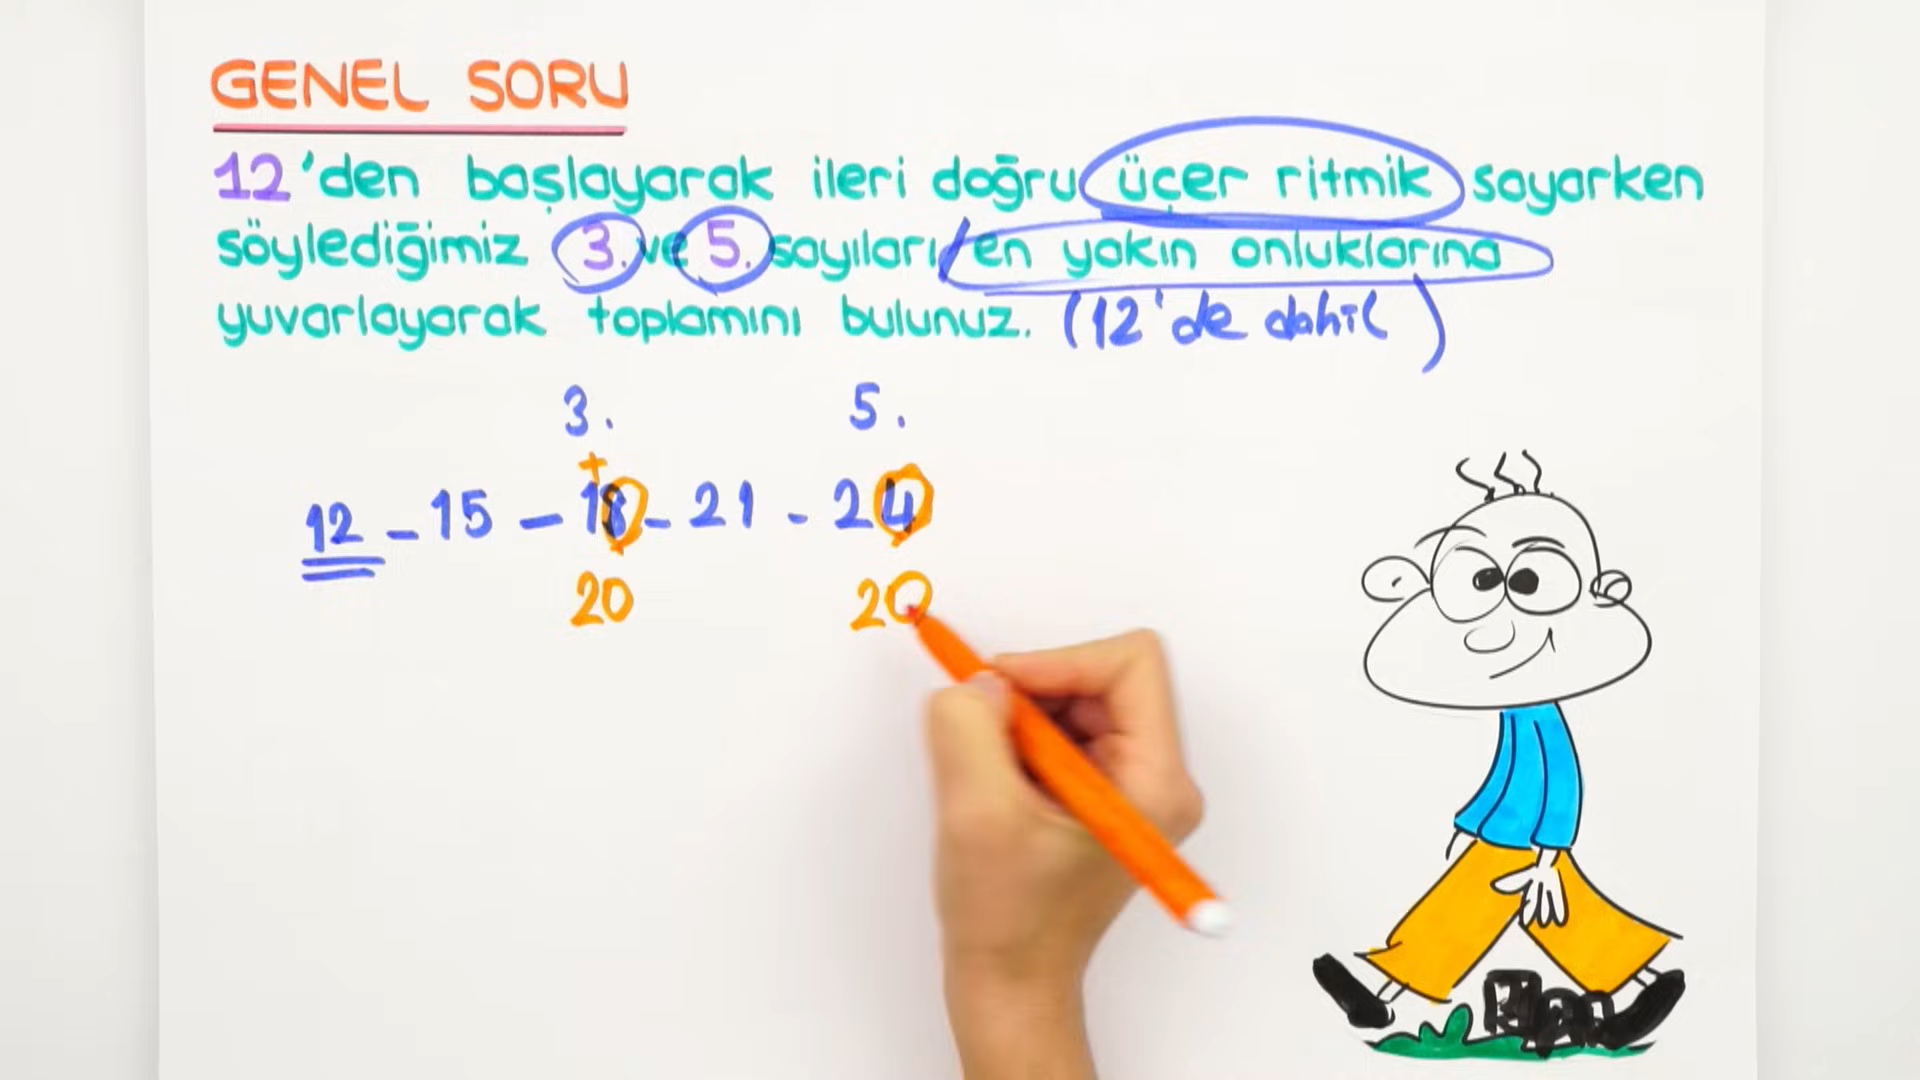 GENEL SORU
12'den başlayarak ileri doğru üçer ritmik sayarken
söylediğimiz 3. ve 5. sayıları en yakın onluklarına
yuvarlayarak toplamını bulunuz. (12'de dahil)
3. 5.
+
12 - 15 - 18 - 21 - 24
20 20